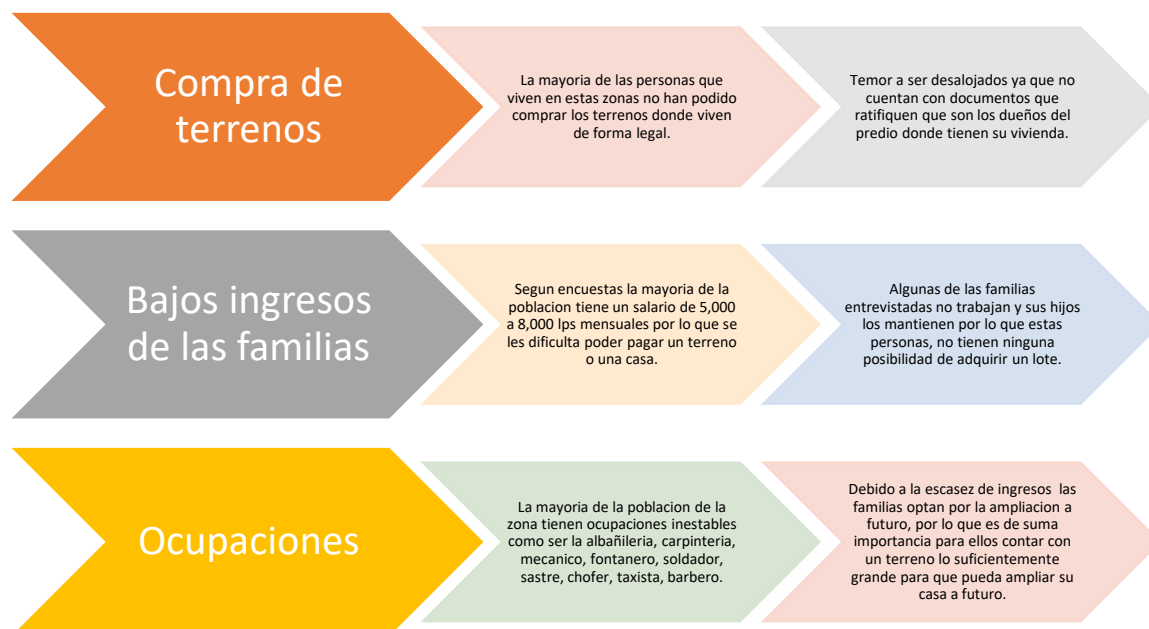 Compra de
terrenos
La mayoria de las personas que
viven en estas zonas no han podido
comprar los terrenos donde viven
de forma legal.
Temor a ser desalojados ya que no
cuentan con documentos que
ratifiquen que son los dueños del
predio donde tienen su vivienda.
Bajos ingresos
de las familias
Segun encuestas la mayoria de la
poblacion tiene un salario de 5,000
a 8,000 lps mensuales por lo que se
les dificulta poder pagar un terreno
o una casa.
Algunas de las familias
entrevistadas no trabajan y sus hijos
los mantienen por lo que estas
personas, no tienen ninguna
posibilidad de adquirir un lote.
Ocupaciones
La mayoria de la poblacion de la
zona tienen ocupaciones inestables
como ser la albañileria, carpinteria,
mecanico, fontanero, soldador,
sastre, chofer, taxista, barbero.
Debido a la escasez de ingresos las
familias optan por la ampliacion a
futuro, por lo que es de suma
importancia para ellos contar con
un terreno lo suficientemente
grande para que pueda ampliar su
casa a futuro.